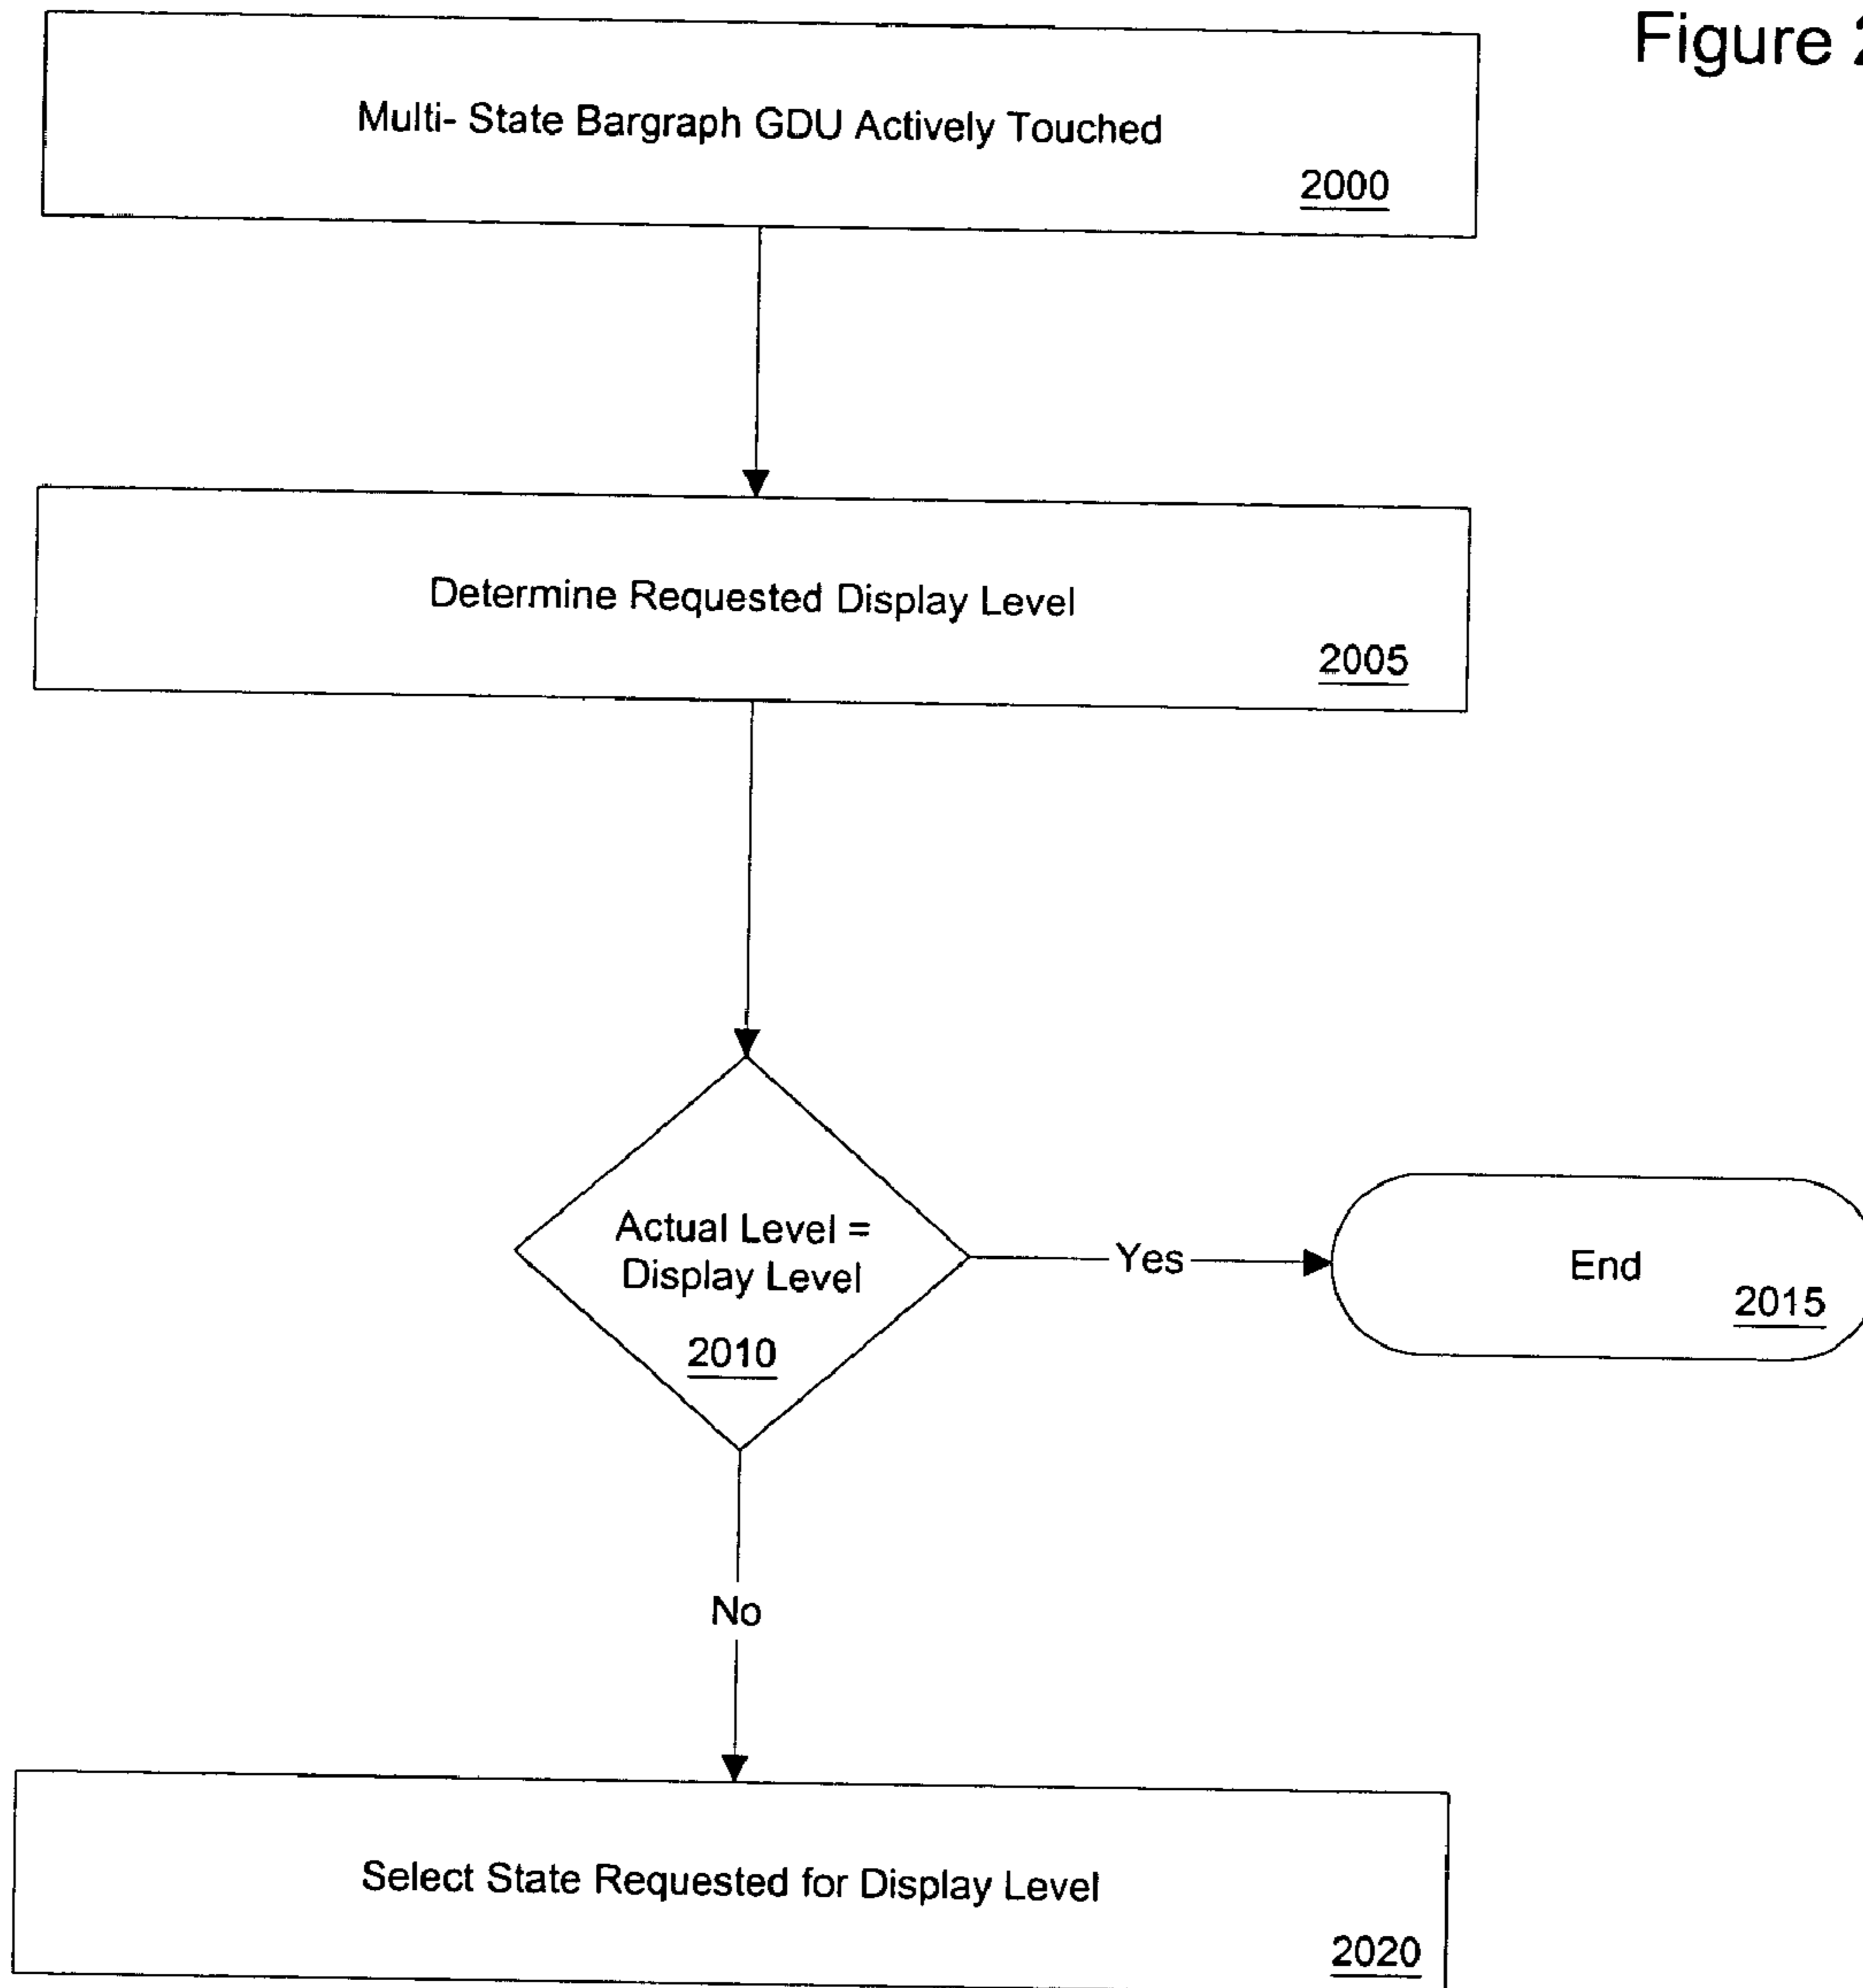 Figure
Multi- State Bargraph GDU Actively Touched
2000
Determine Requested Display Level
2005
Actual Level =
Display Level
2010
Yes
End
2015
No
Select State Requested for Display Level
2020